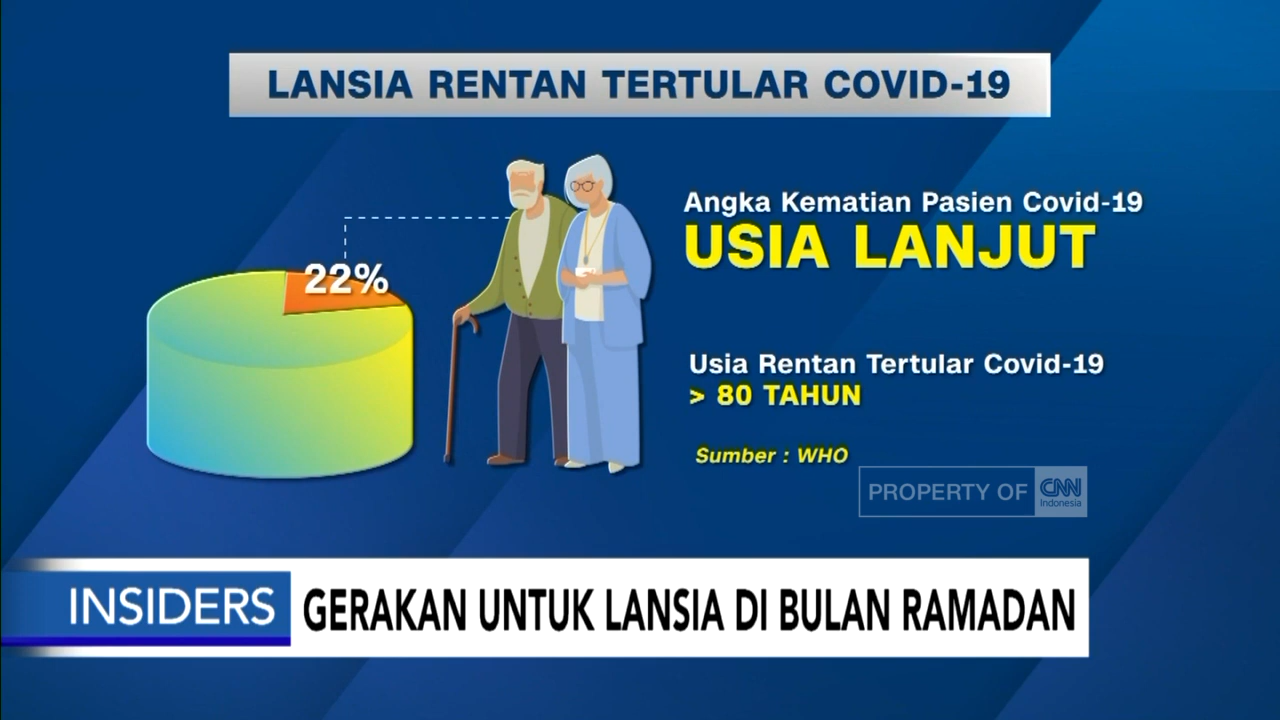 LANSIA RENTAN TERTULAR COVID-19
22%
Angka Kematian Pasien Covid-19
USIA LANJUT
Usia Rentan Tertular Covid-19
> 80 TAHUN
Sumber : WHO
PROPERTY OF CNN Indonesia
INSIDERS
GERAKAN UNTUK LANSIA DI BULAN RAMADAN